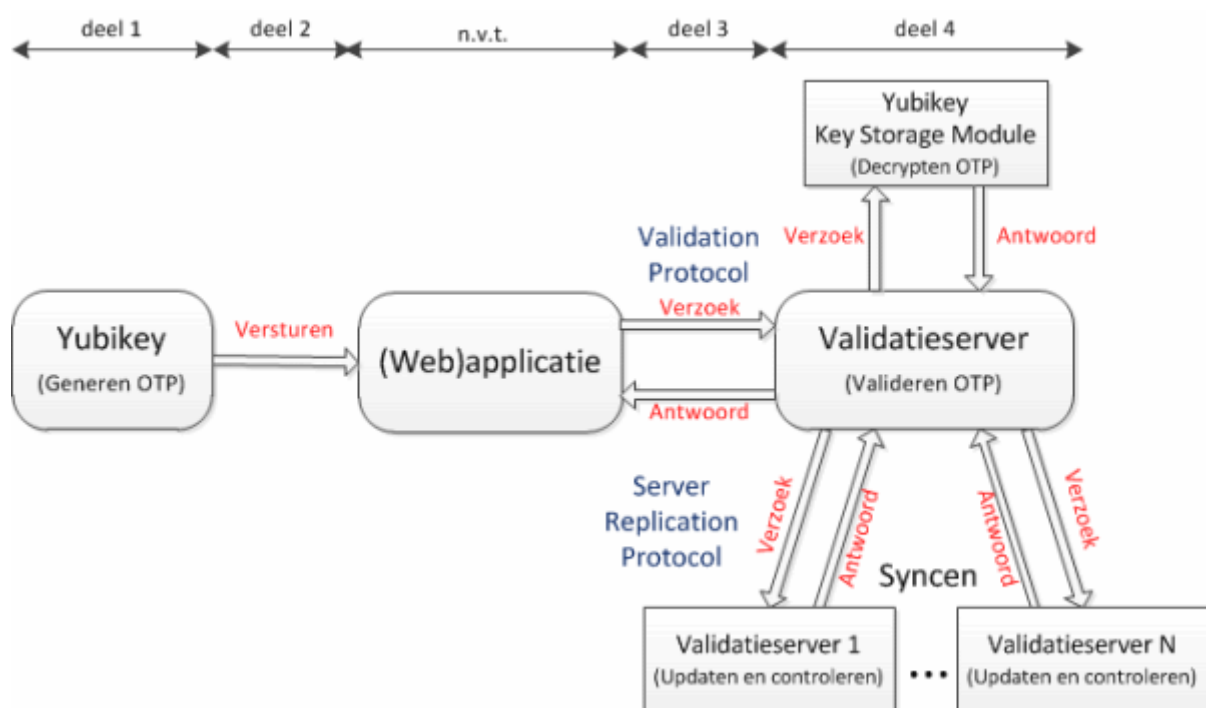 deel 1
deel 2
n.v.t.
deel 3
deel 4
Yubikey
Key Storage Module
(Decrypten OTP)
Verzoek
Antwoord
Validation
Protocol
Verzoek
Yubikey
(Generen OTP)
Versturen
(Web)applicatie
Validatieserver
(Valideren OTP)
Antwoord
Server
Replication
Protocol
Verzoek
Antwoord
Syncen
Antwoord
Verzoek
Validatieserver 1
(Updaten en controleren)
...
Validatieserver N
(Updaten en controleren)